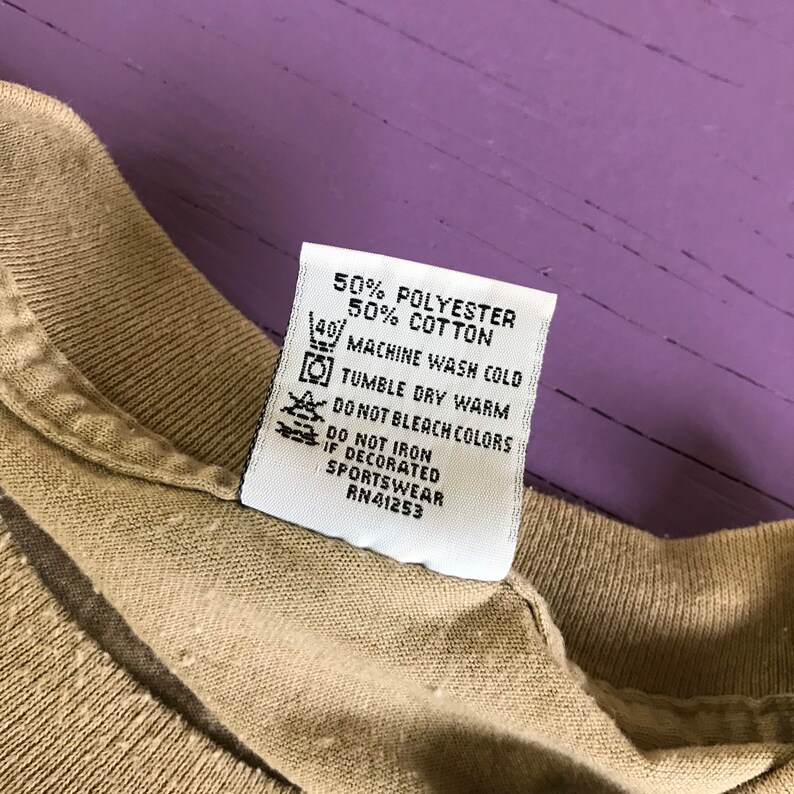 50% POLYESTER
50% COTTON
40 MACHINE WASH COLD
TUMBLE DRY WARM
DO NOT BLEACH COLORS
DO NOT IRON
IF DECORATED
SPORTSWEAR
RN41253